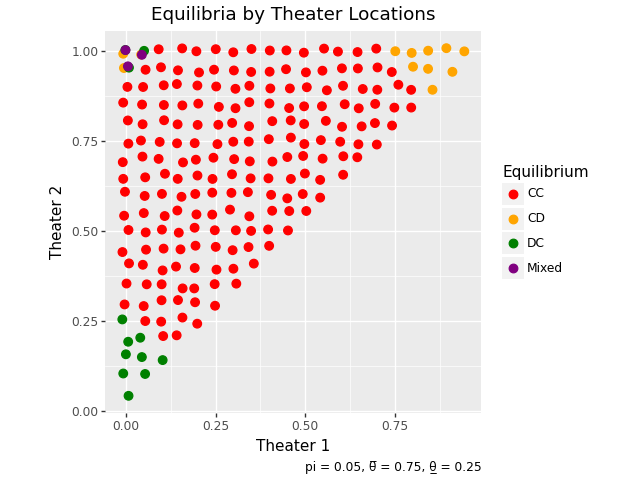 Equilibria by Theater Locations
1.00
0.75
0.50
0.25
0.00
Theater 2
0.00 0.25 0.50 0.75
Theater 1
Equilibrium
CC
CD
DC
Mixed
pi = 0.05, θ̅ = 0.75, θ̲ = 0.25